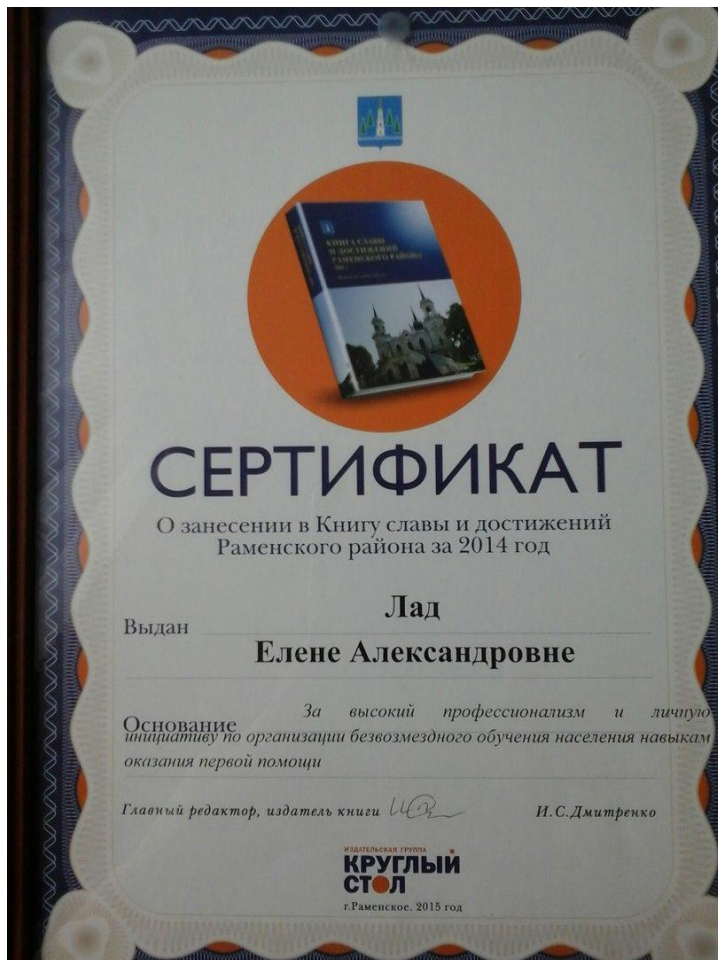 КНИГА СЛАВЫ
И ДОСТИЖЕНИЙ
РАМЕНСКОГО РАЙОНА
СЕРТИФИКАТ
О занесении в Книгу славы и достижений
Раменского района за 2014 год
Лад
Выдан
Елене Александровне
За высокий профессионализм и личную
Основание
инициативу по организации безвозмездного обучения населения навыкам
оказания первой помощи
Главный редактор, издатель книги И.С.Дмитренко
ИЗДАТЕЛЬСКАЯ ГРУППА
КРУГЛЫЙ
СТОЛ
г.Раменское. 2015 год